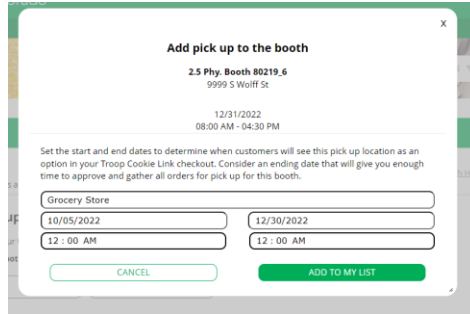 x
Add pick up to the booth
2.5 Phy. Booth 80219_6
9999 S Wolff St
12/31/2022
08:00 AM - 04:30 PM
Set the start and end dates to determine when customers will see this pick up location as an
option in your Troop Cookie Link checkout. Consider an ending date that will give you enough
time to approve and gather all orders for pick up for this booth.
Grocery Store
10/05/2022 12/30/2022
12 : 00 AM 12 : 00 AM
CANCEL ADD TO MY LIST